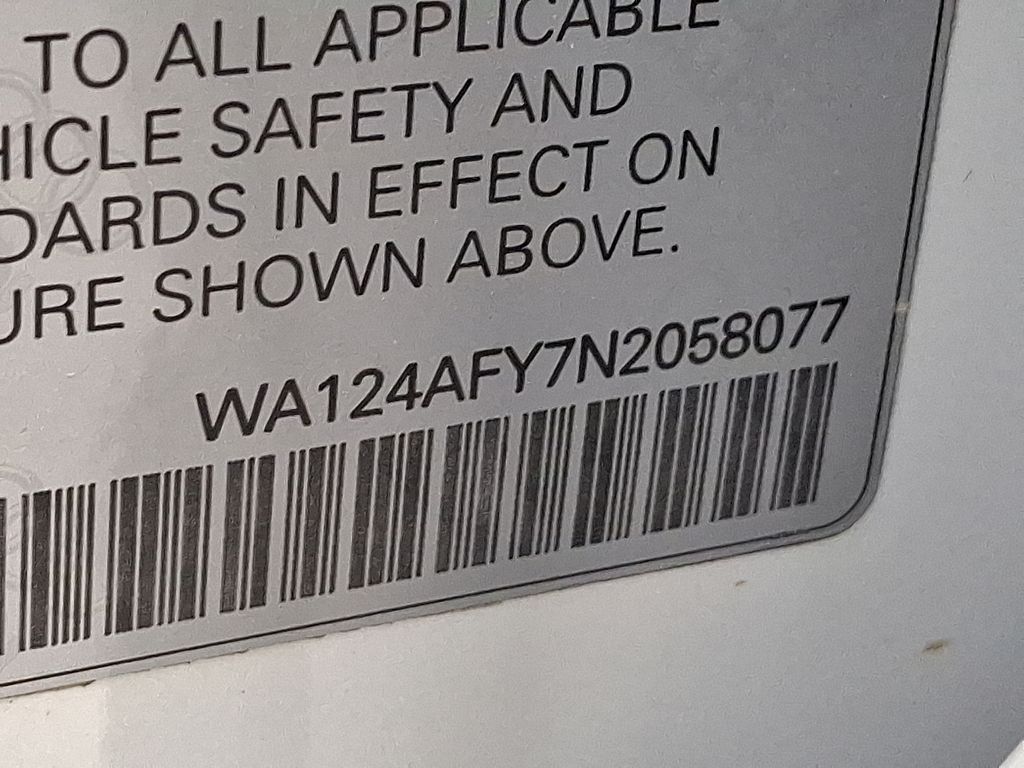 TO ALL APPLICABLE
HICLE SAFETY AND
DARDS IN EFFECT ON
URE SHOWN ABOVE.
WA124AFY7N2058077